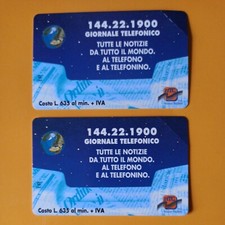 144.22.1900
GIORNALE TELEFONICO
TUTTE LE NOTIZIE
DA TUTTO IL MONDO.
AL TELEFONO
E AL TELEFONINO.
Costo L. 635 al min. + IVA
144.22.1900
GIORNALE TELEFONICO
TUTTE LE NOTIZIE
DA TUTTO IL MONDO.
AL TELEFONO
E AL TELEFONINO.
Costo L. 635 al min. + IVA